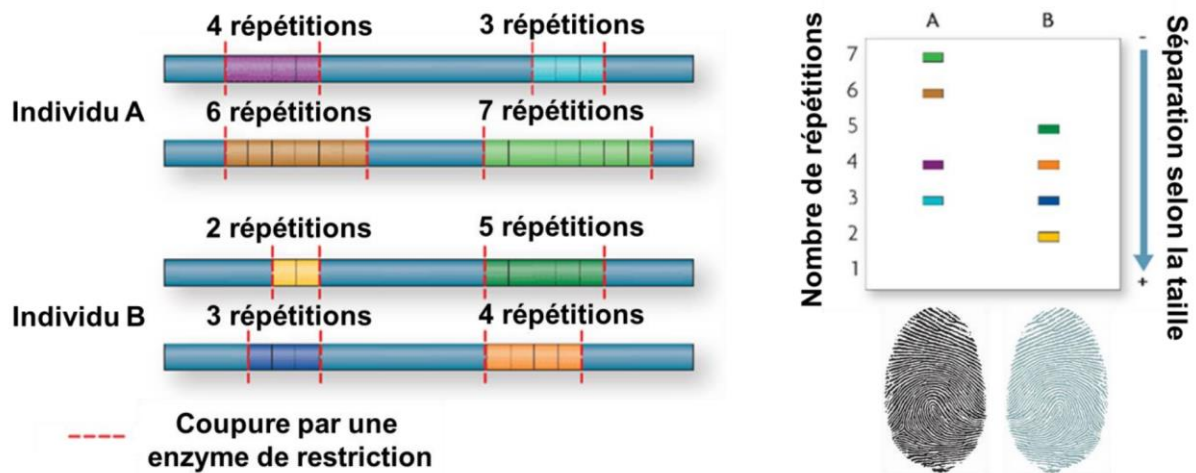 4 répétitions
3 répétitions
Individu A
6 répétitions
7 répétitions
2 répétitions
5 répétitions
Individu B
3 répétitions
4 répétitions
Coupure par une
enzyme de restriction
A
B
Nombre de répétitions
7
6
5
4
3
2
1
-
+
Séparation selon la taille